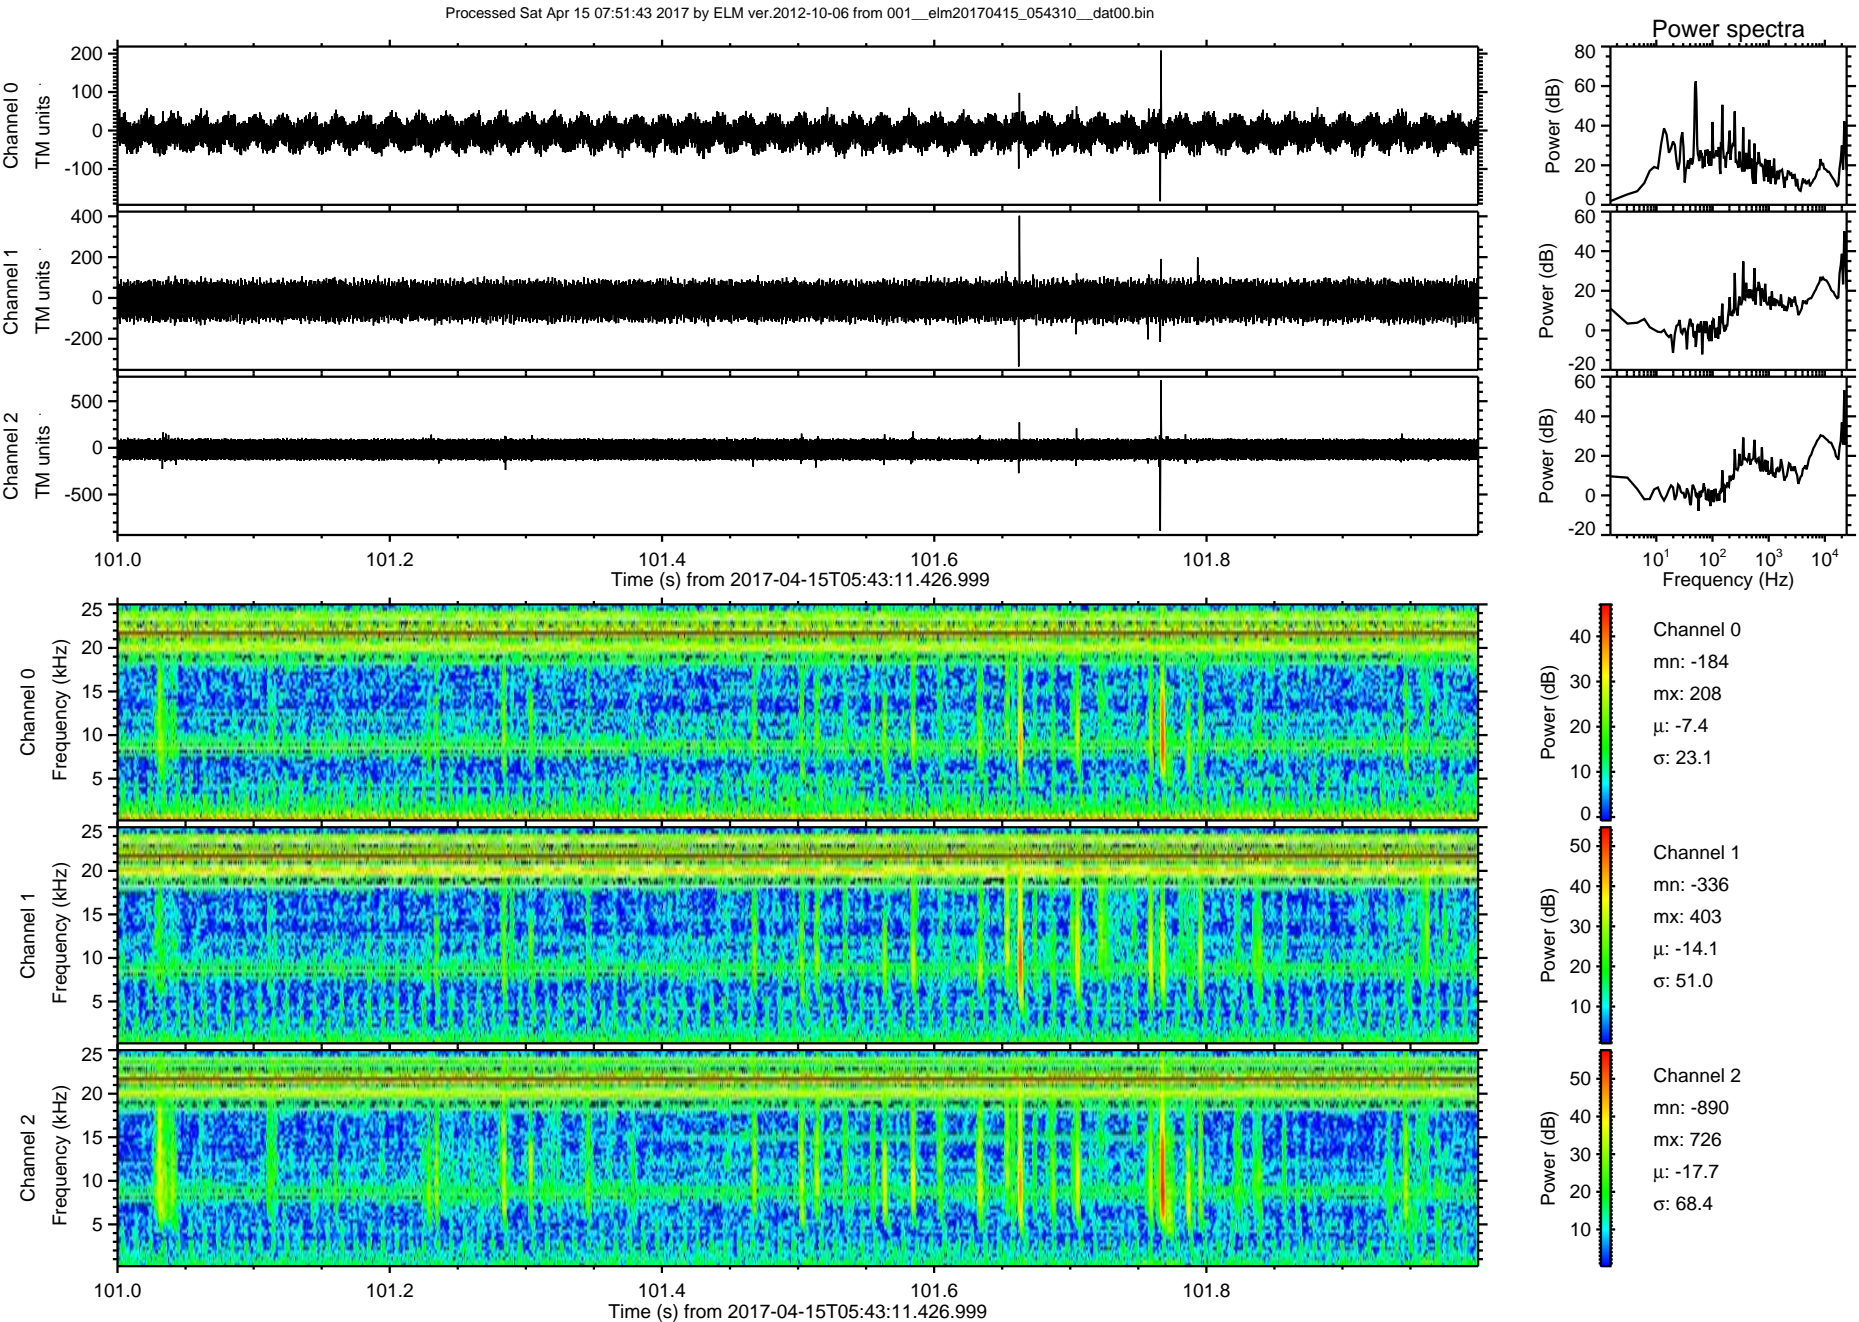 Processed Sat Apr 15 07:51:43 2017 by ELM ver.2012-10-06 from 001__elm20170415_054310__dat00.bin
Power spectra
Channel 0
TM units
200
100
0
-100
Power (dB)
80
60
40
20
0
Channel 1
TM units
400
200
0
-200
Power (dB)
60
40
20
0
-20
Channel 2
TM units
500
0
-500
Power (dB)
60
40
20
0
-20
101.0 101.2 101.4 101.6 101.8
Time (s) from 2017-04-15T05:43:11.426.999
10^1 10^2 10^3 10^4
Frequency (Hz)
Channel 0
Frequency (kHz)
25
20
15
10
5
Power (dB)
40
30
20
10
0
Channel 0
mn: -184
mx: 208
μ: -7.4
σ: 23.1
Channel 1
Frequency (kHz)
25
20
15
10
5
Power (dB)
50
40
30
20
10
Channel 1
mn: -336
mx: 403
μ: -14.1
σ: 51.0
Channel 2
Frequency (kHz)
25
20
15
10
5
Power (dB)
50
40
30
20
10
Channel 2
mn: -890
mx: 726
μ: -17.7
σ: 68.4
101.0 101.2 101.4 101.6 101.8
Time (s) from 2017-04-15T05:43:11.426.999